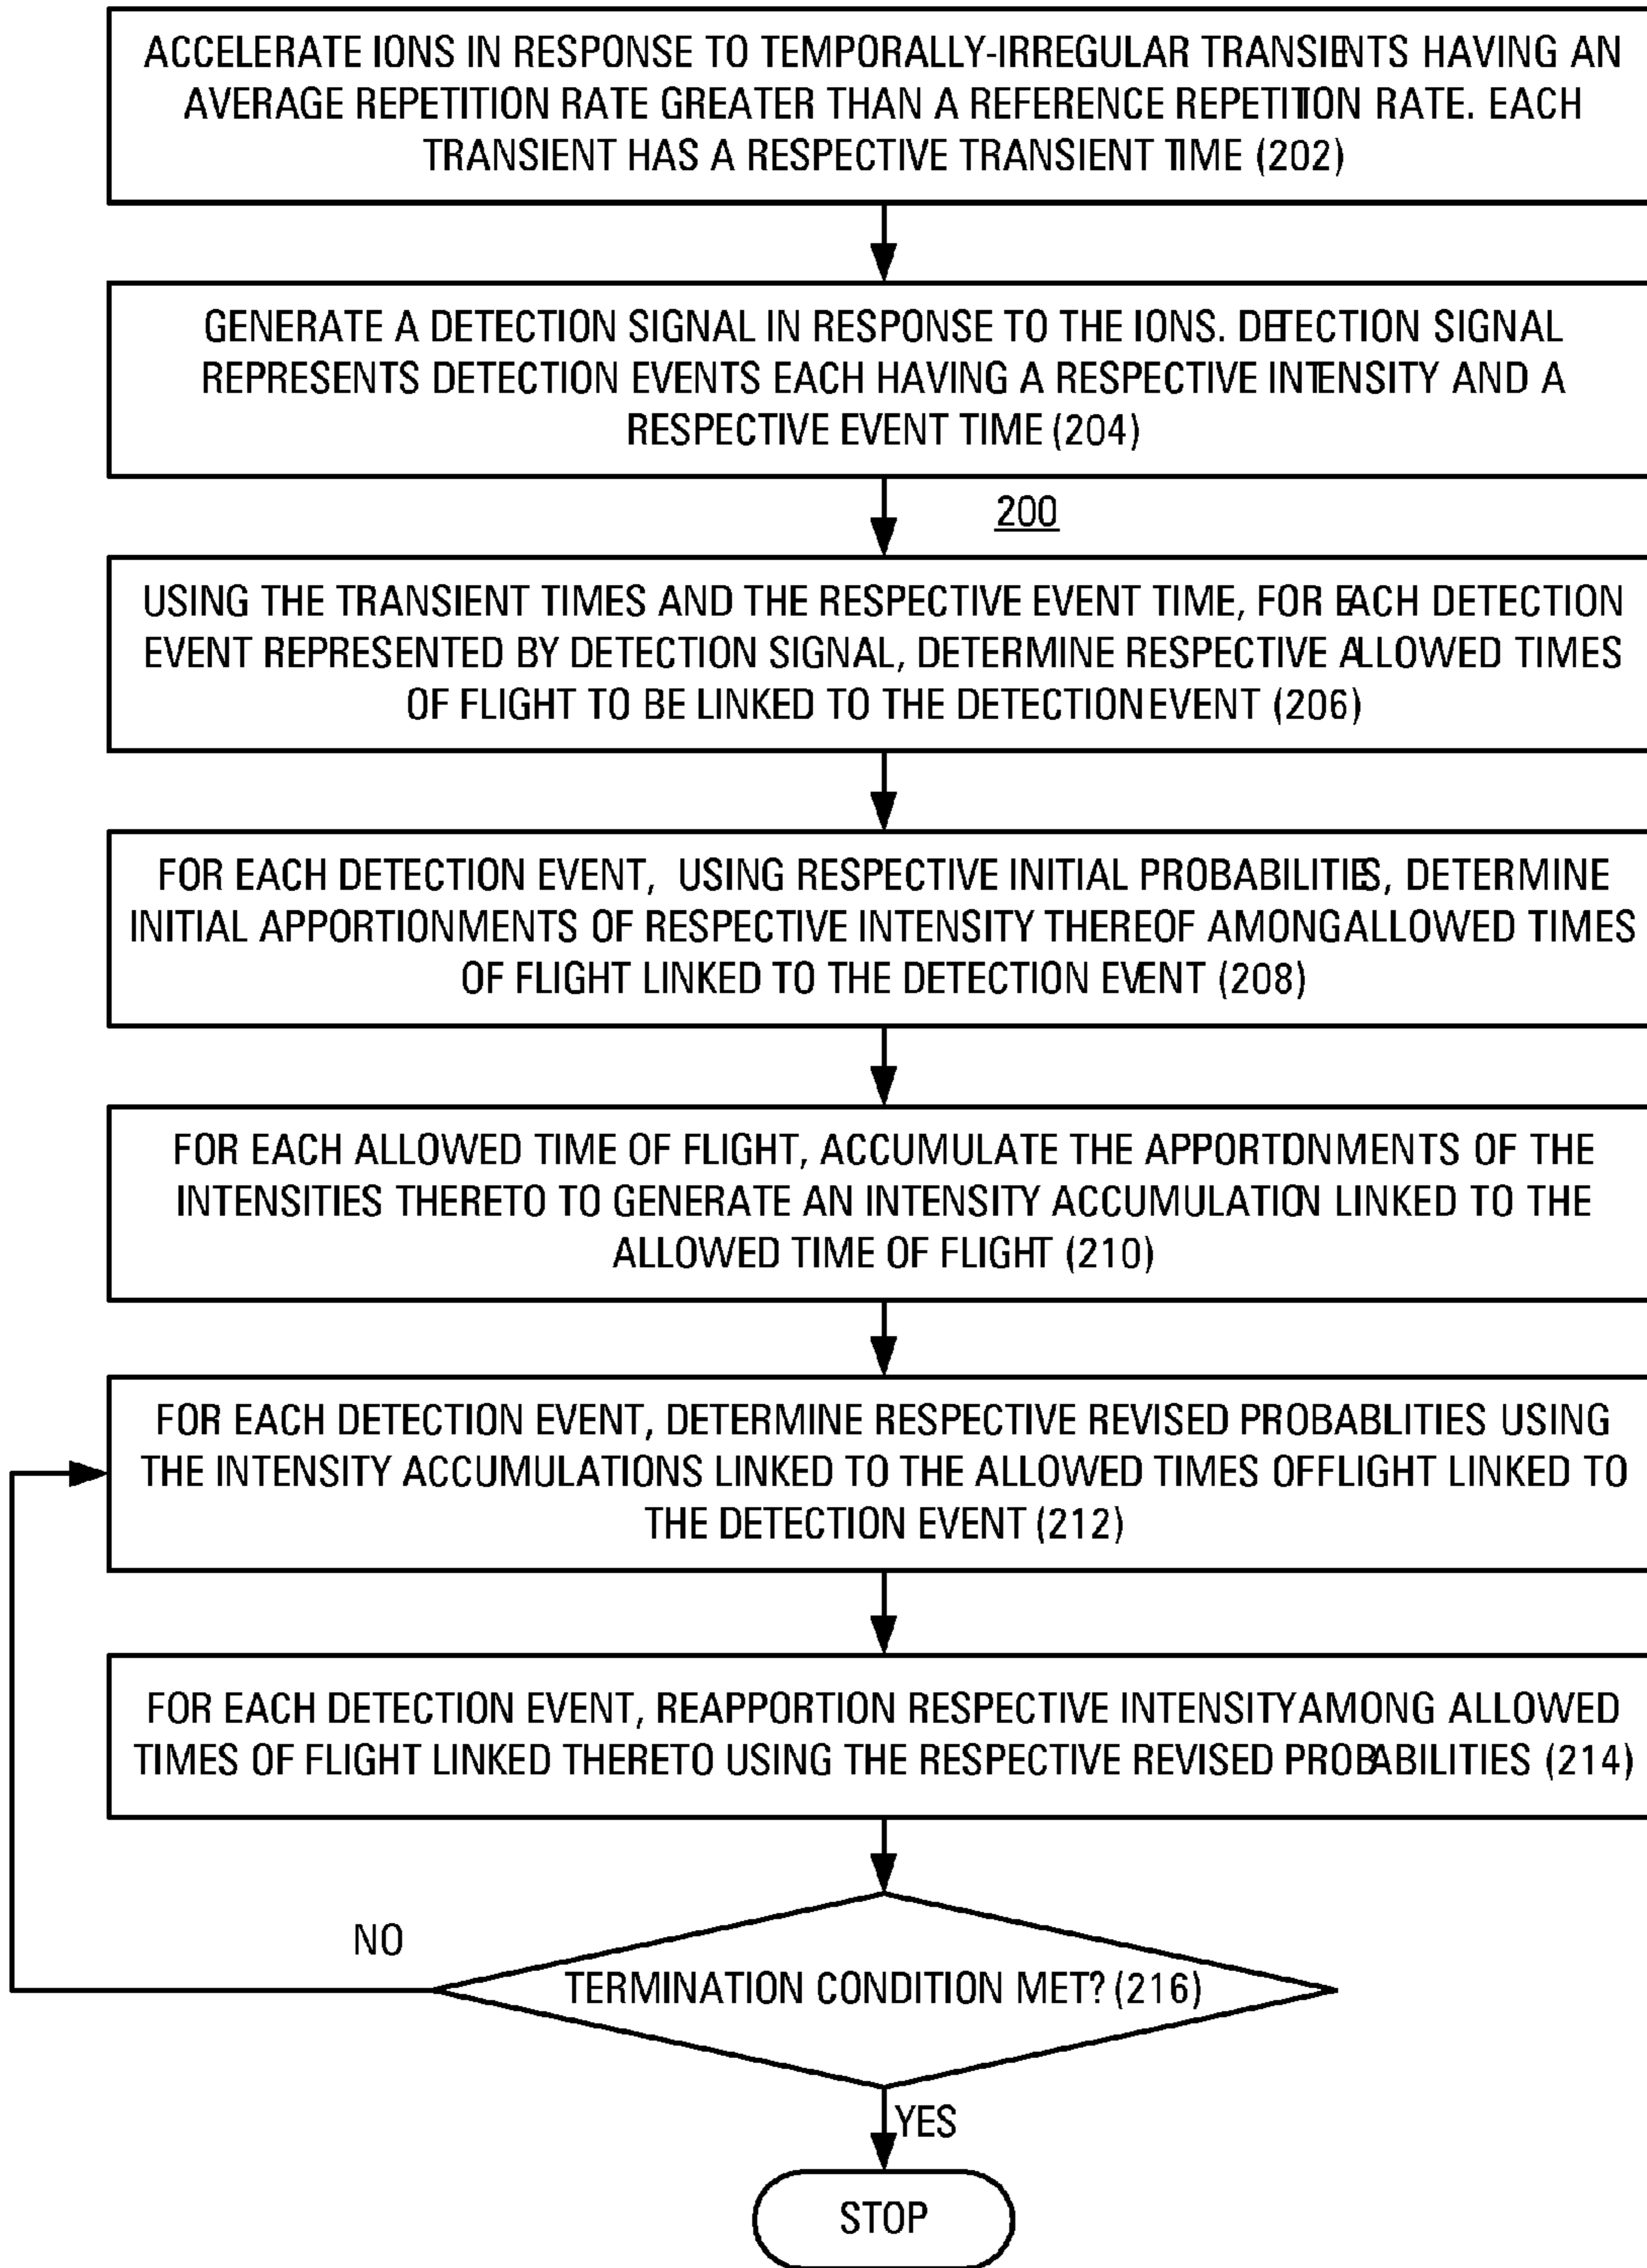 ACCELERATE IONS IN RESPONSE TO TEMPORALLY-IRREGULAR TRANSIENTS HAVING AN
AVERAGE REPETITION RATE GREATER THAN A REFERENCE REPETITION RATE. EACH
TRANSIENT HAS A RESPECTIVE TRANSIENT TIME (202)
GENERATE A DETECTION SIGNAL IN RESPONSE TO THE IONS. DETECTION SIGNAL
REPRESENTS DETECTION EVENTS EACH HAVING A RESPECTIVE INTENSITY AND A
RESPECTIVE EVENT TIME (204)
200
USING THE TRANSIENT TIMES AND THE RESPECTIVE EVENT TIME, FOR EACH DETECTION
EVENT REPRESENTED BY DETECTION SIGNAL, DETERMINE RESPECTIVE ALLOWED TIMES
OF FLIGHT TO BE LINKED TO THE DETECTION EVENT (206)
FOR EACH DETECTION EVENT, USING RESPECTIVE INITIAL PROBABILITIES, DETERMINE
INITIAL APPORTIONMENTS OF RESPECTIVE INTENSITY THEREOF AMONG ALLOWED TIMES
OF FLIGHT LINKED TO THE DETECTION EVENT (208)
FOR EACH ALLOWED TIME OF FLIGHT, ACCUMULATE THE APPORTIONMENTS OF THE
INTENSITIES THERETO TO GENERATE AN INTENSITY ACCUMULATION LINKED TO THE
ALLOWED TIME OF FLIGHT (210)
FOR EACH DETECTION EVENT, DETERMINE RESPECTIVE REVISED PROBABLITIES USING
THE INTENSITY ACCUMULATIONS LINKED TO THE ALLOWED TIMES OF FLIGHT LINKED TO
THE DETECTION EVENT (212)
FOR EACH DETECTION EVENT, REAPPORTION RESPECTIVE INTENSITY AMONG ALLOWED
TIMES OF FLIGHT LINKED THERETO USING THE RESPECTIVE REVISED PROBABILITIES (214)
NO
TERMINATION CONDITION MET? (216)
YES
STOP